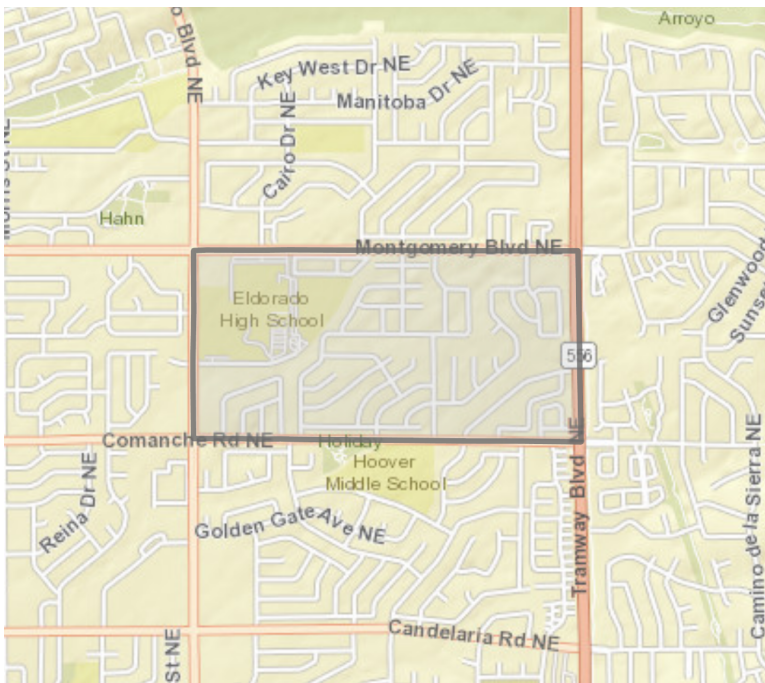 Arroyo
o Blvd NE
Key West Dr NE
Manitoba Dr NE
Cairo Dr NE
Hahn
Montgomery Blvd NE
Glenwood
Eldorado
High School
556
Comanche Rd NE
Holiday
Hoover
Middle School
Reina Dr NE
Golden Gate Ave NE
Tramway Blvd NE
Camino de la Sierra NE
Candelaria Rd NE
St NE